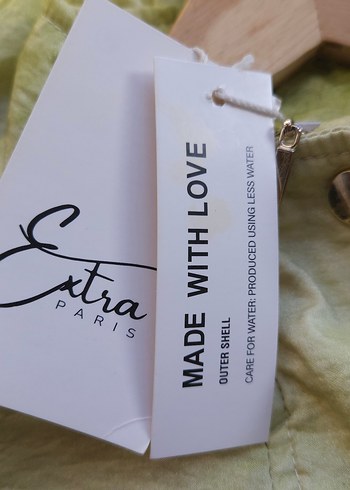 Extra
PARIS
MADE WITH LOVE
OUTER SHELL
CARE FOR WATER: PRODUCED USING LESS WATER